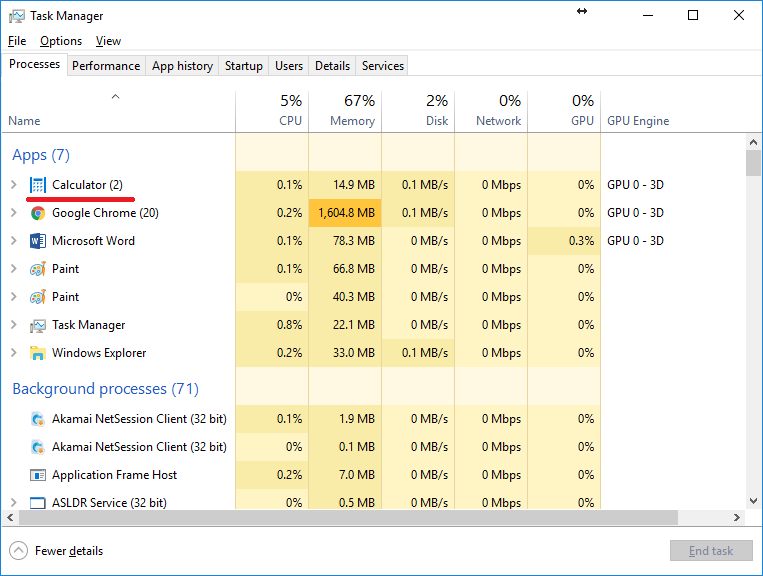 Task Manager
File Options View
Processes Performance App history Startup Users Details Services
5% 67% 2% 0% 0%
Name CPU Memory Disk Network GPU GPU Engine
Apps (7)
Calculator (2) 0.1% 14.9 MB 0.1 MB/s 0 Mbps 0% GPU 0 - 3D
Google Chrome (20) 0.2% 1,604.8 MB 0.1 MB/s 0 Mbps 0% GPU 0 - 3D
Microsoft Word 0.1% 78.3 MB 0 MB/s 0 Mbps 0.3% GPU 0 - 3D
Paint 0.1% 66.8 MB 0 MB/s 0 Mbps 0%
Paint 0% 40.3 MB 0 MB/s 0 Mbps 0%
Task Manager 0.8% 22.1 MB 0 MB/s 0 Mbps 0%
Windows Explorer 0.2% 33.0 MB 0.1 MB/s 0 Mbps 0%
Background processes (71)
Akamai NetSession Client (32 bit) 0.1% 1.9 MB 0 MB/s 0 Mbps 0%
Akamai NetSession Client (32 bit) 0% 0.1 MB 0 MB/s 0 Mbps 0%
Application Frame Host 0.2% 7.0 MB 0 MB/s 0 Mbps 0%
ASLDR Service (32 bit) 0% 0.5 MB 0 MB/s 0 Mbps 0%
Fewer details End task